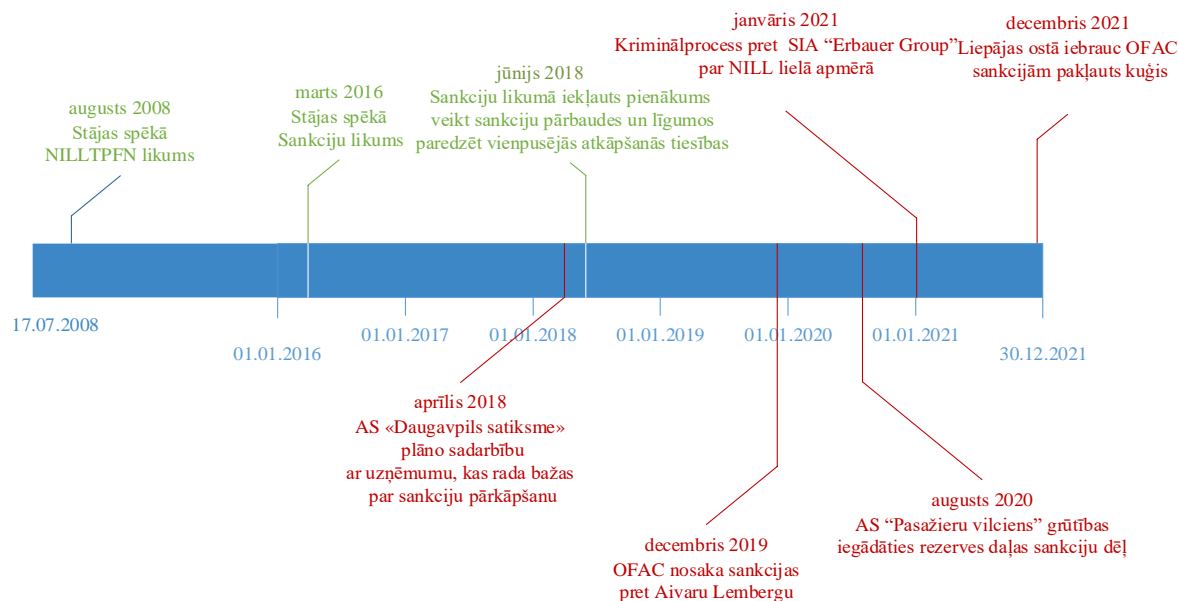 augusts 2008
Stājas spēkā
NILLTPFN likums
marts 2016
Stājas spēkā
Sankciju likums
jūnijs 2018
Sankciju likumā iekļauts pienākums
veikt sankciju pārbaudes un līgumos
paredzēt vienpusējās atkāpšanās tiesības
janvāris 2021
Kriminālprocess pret SIA “Erbauer Group”
par NILL lielā apmērā
decembris 2021
Liepājas ostā iebrauc OFAC
sankcijām pakļauts kuģis
17.07.2008
01.01.2016
01.01.2017
01.01.2018
01.01.2019
01.01.2020
01.01.2021
30.12.2021
aprīlis 2018
AS «Daugavpils satiksme»
plāno sadarbību
ar uzņēmumu, kas rada bažas
par sankciju pārkāpšanu
decembris 2019
OFAC nosaka sankcijas
pret Aivaru Lembergu
augusts 2020
AS “Pasažieru vilciens” grūtības
iegādāties rezerves daļas sankciju dēļ